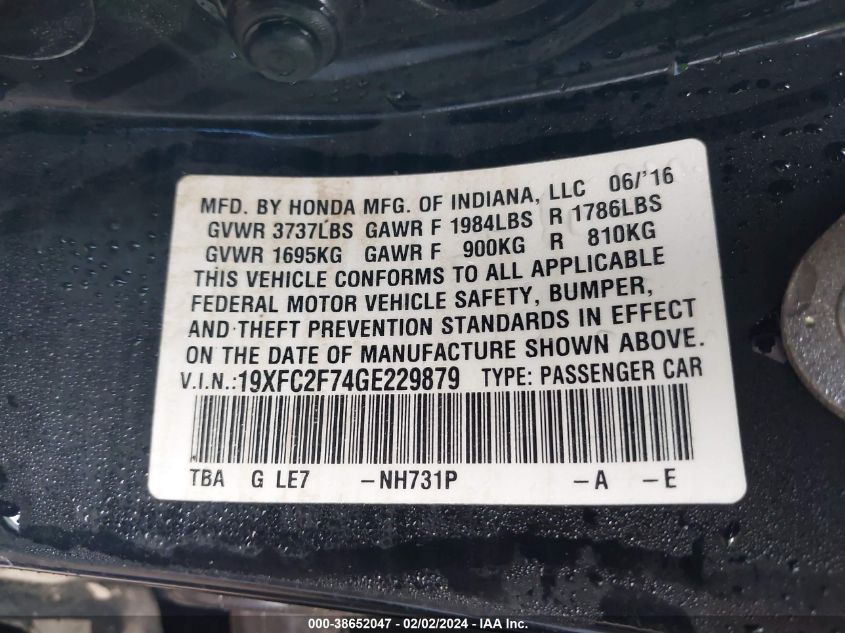 MFD. BY HONDA MFG. OF INDIANA, LLC 06/'16
GVWR 3737LBS GAWR F 1984LBS R 1786LBS
GVWR 1695KG GAWR F 900KG R 810KG
THIS VEHICLE CONFORMS TO ALL APPLICABLE
FEDERAL MOTOR VEHICLE SAFETY, BUMPER,
AND THEFT PREVENTION STANDARDS IN EFFECT
ON THE DATE OF MANUFACTURE SHOWN ABOVE.
V.I.N.:19XFC2F74GE229879 TYPE: PASSENGER CAR
TBA G LE7 -NH731P -A -E
000-38652047 - 02/02/2024 - IAA Inc.